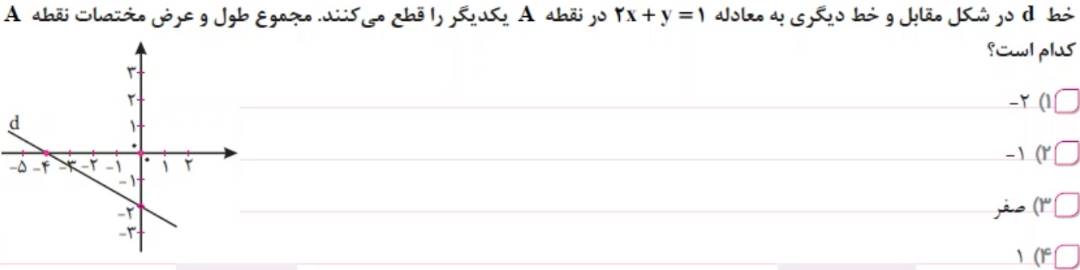 خط d در شکل مقابل و خط دیگری به معادله ۲x + y = ۱ در نقطه A یکدیگر را قطع می‌کنند. مجموع طول و عرض مختصات نقطه A
کدام است؟
۱) ۲-
۲) ۱-
۳) صفر
۴) ۱
۳
۲
۱
d
-۵ -۴ -۳ -۲ -۱ ۰ ۱ ۲
-۱
-۲
-۳